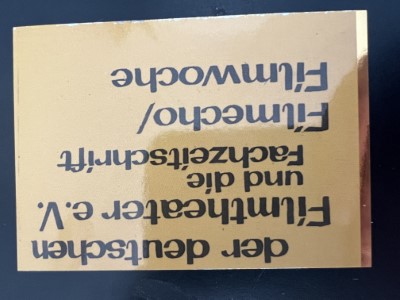 der deutschen
Filmtheater e.V.
und die
Fachzeitschrift
Filmecho/
Filmwoche